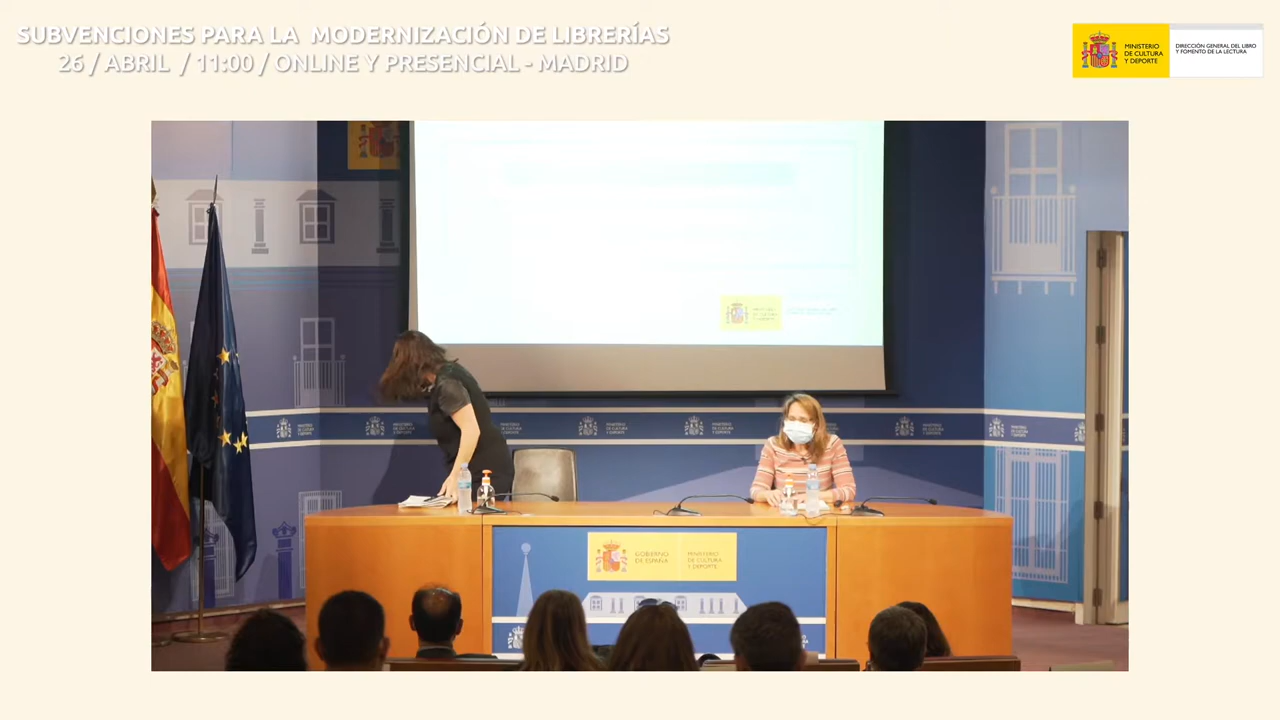 SUBVENCIONES PARA LA MODERNIZACIÓN DE LIBRERÍAS
26 / ABRIL / 11:00 / ONLINE Y PRESENCIAL - MADRID
MINISTERIO
DE CULTURA
Y DEPORTE
DIRECCIÓN GENERAL DEL LIBRO
Y FOMENTO DE LA LECTURA
GOBIERNO
DE ESPAÑA
MINISTERIO
DE CULTURA
Y DEPORTE